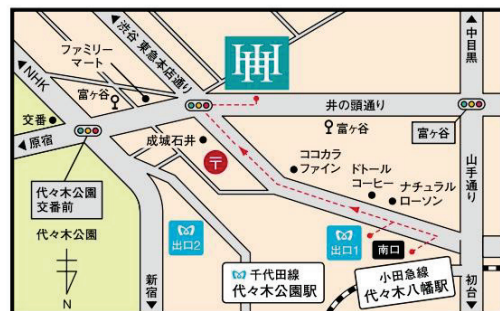 渋谷 東急本店通り
ファミリー
マート
NHK
富ヶ谷
交番
原宿
代々木公園
交番前
代々木公園
N
HH
井の頭通り
富ヶ谷
中目黒
富ヶ谷
山手通り
初台
成城石井
〒
ココカラ
ファイン
ドトール
コーヒー
ナチュラル
ローソン
出口2
出口1
南口
千代田線
代々木公園駅
小田急線
代々木八幡駅
新宿